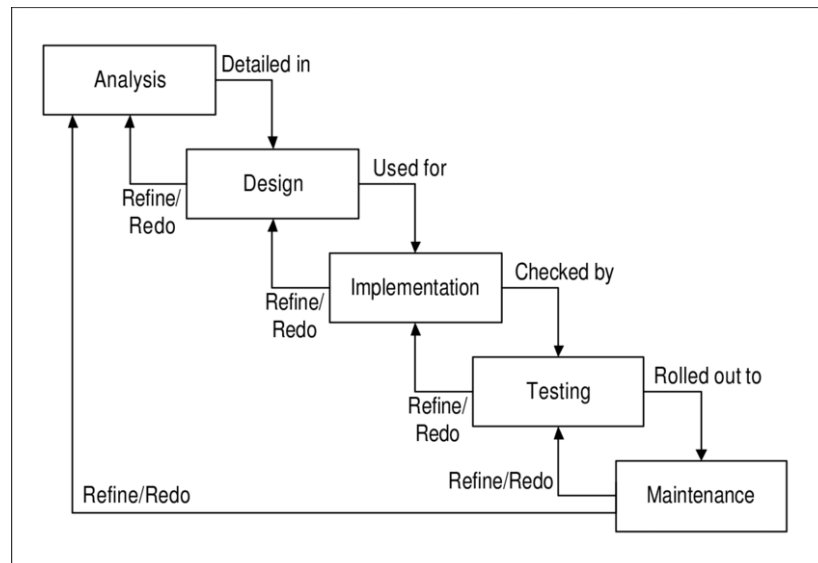 Analysis
Detailed in
Design
Used for
Refine/
Redo
Implementation
Checked by
Refine/
Redo
Testing
Rolled out to
Refine/
Redo
Refine/Redo
Refine/Redo
Maintenance